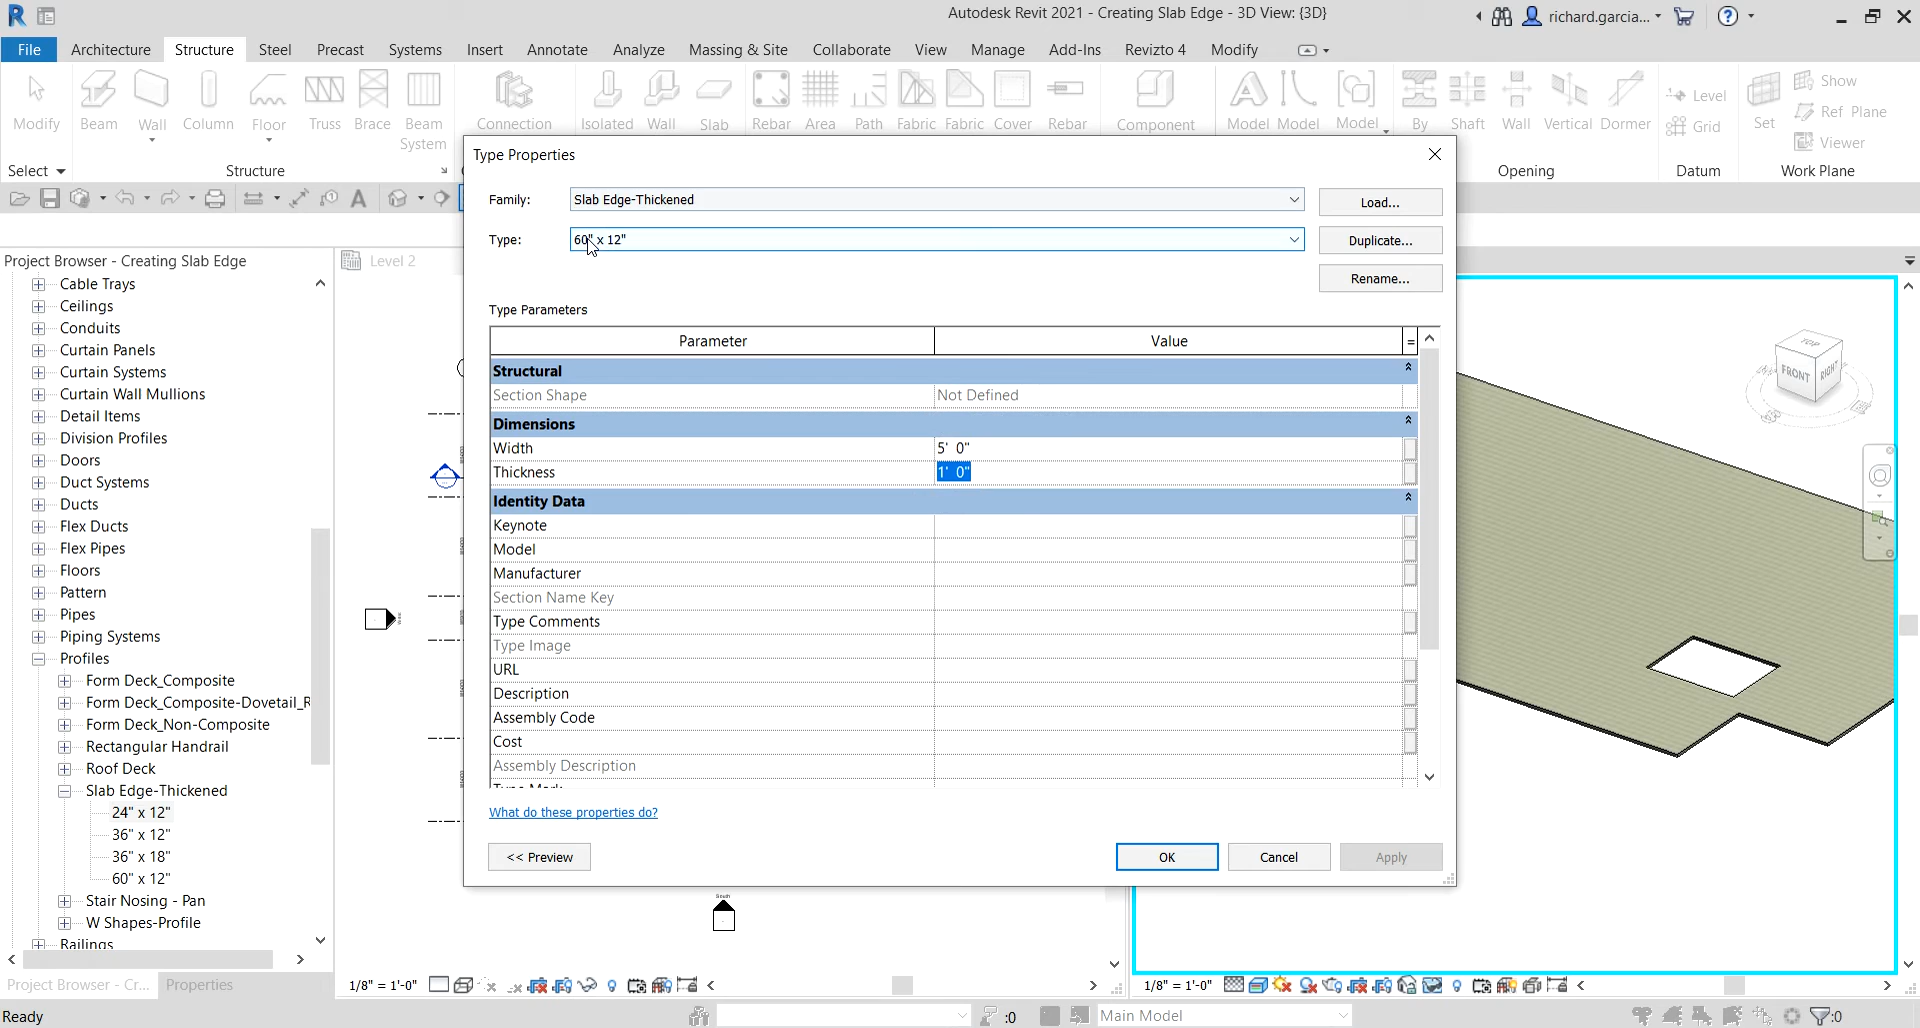 Autodesk Revit 2021 - Creating Slab Edge - 3D View: {3D}
richard.garcia...
File Architecture Structure Steel Precast Systems Insert Annotate Analyze Massing & Site Collaborate View Manage Add-Ins Revizto 4 Modify
Modify Beam Wall Column Floor Truss Brace Beam System Connection Isolated Wall Slab Rebar Area Path Fabric Fabric Cover Rebar Component Model Model Model By Shaft Wall Vertical Dormer Level Grid Set Show Ref Plane Viewer
Select Structure Opening Datum Work Plane
Project Browser - Creating Slab Edge
Cable Trays
Ceilings
Conduits
Curtain Panels
Curtain Systems
Curtain Wall Mullions
Detail Items
Division Profiles
Doors
Duct Systems
Ducts
Flex Ducts
Flex Pipes
Floors
Pattern
Pipes
Piping Systems
Profiles
Form Deck_Composite
Form Deck_Composite-Dovetail_R
Form Deck_Non-Composite
Rectangular Handrail
Roof Deck
Slab Edge-Thickened
24" x 12"
36" x 12"
36" x 18"
60" x 12"
Stair Nosing - Pan
W Shapes-Profile
Railings
Project Browser - Cr... Properties
Level 2
Type Properties
Family: Slab Edge-Thickened Load...
Type: 60" x 12" Duplicate...
Rename...
Type Parameters
Parameter Value =
Structural
Section Shape Not Defined
Dimensions
Width 5' 0"
Thickness 1' 0"
Identity Data
Keynote
Model
Manufacturer
Section Name Key
Type Comments
Type Image
URL
Description
Assembly Code
Cost
Assembly Description
Type Mark
What do these properties do?
<< Preview OK Cancel Apply
TOP
FRONT RIGHT
South
1/8" = 1'-0"
1/8" = 1'-0"
Ready
:0
Main Model
:0